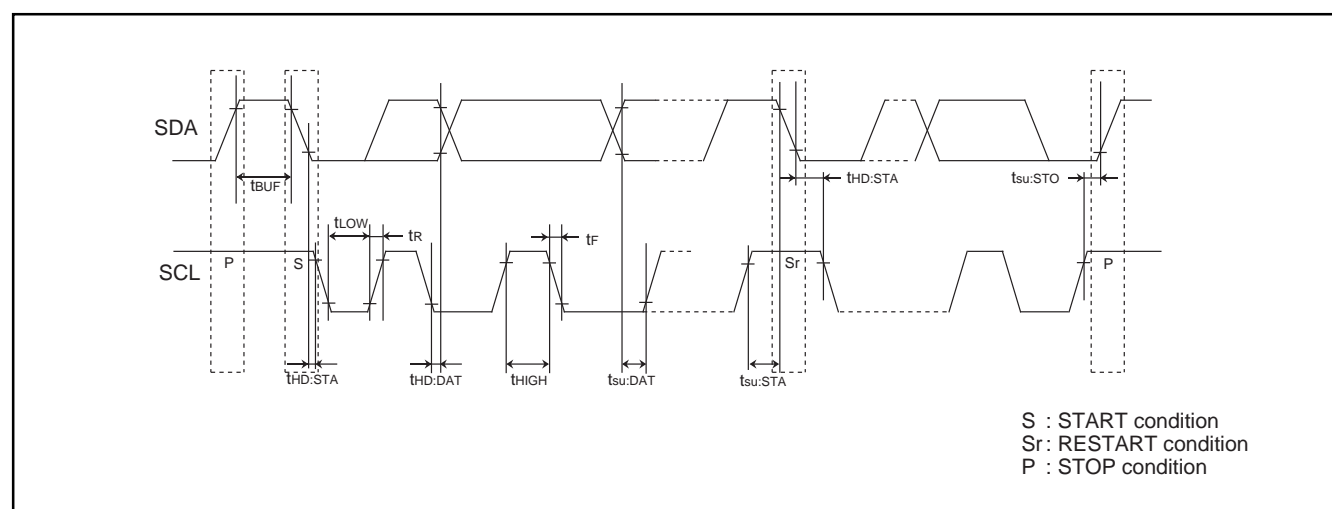 SDA
tBUF
tHD:STA
tsu:STO
tLOW
tR
tF
SCL
P
S
Sr
P
tHD:STA
tHD:DAT
tHIGH
tsu:DAT
tsu:STA
S : START condition
Sr : RESTART condition
P : STOP condition